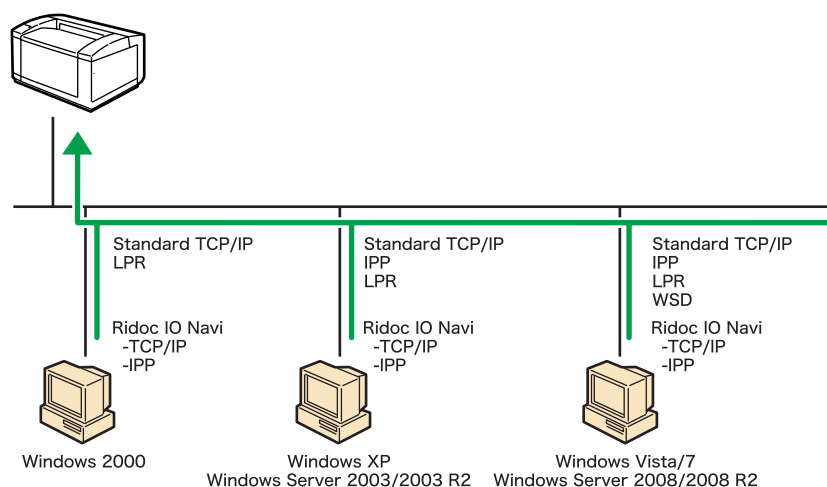 Standard TCP/IP
LPR
Ridoc IO Navi
-TCP/IP
-IPP
Windows 2000
Standard TCP/IP
IPP
LPR
Ridoc IO Navi
-TCP/IP
-IPP
Windows XP
Windows Server 2003/2003 R2
Standard TCP/IP
IPP
LPR
WSD
Ridoc IO Navi
-TCP/IP
-IPP
Windows Vista/7
Windows Server 2008/2008 R2